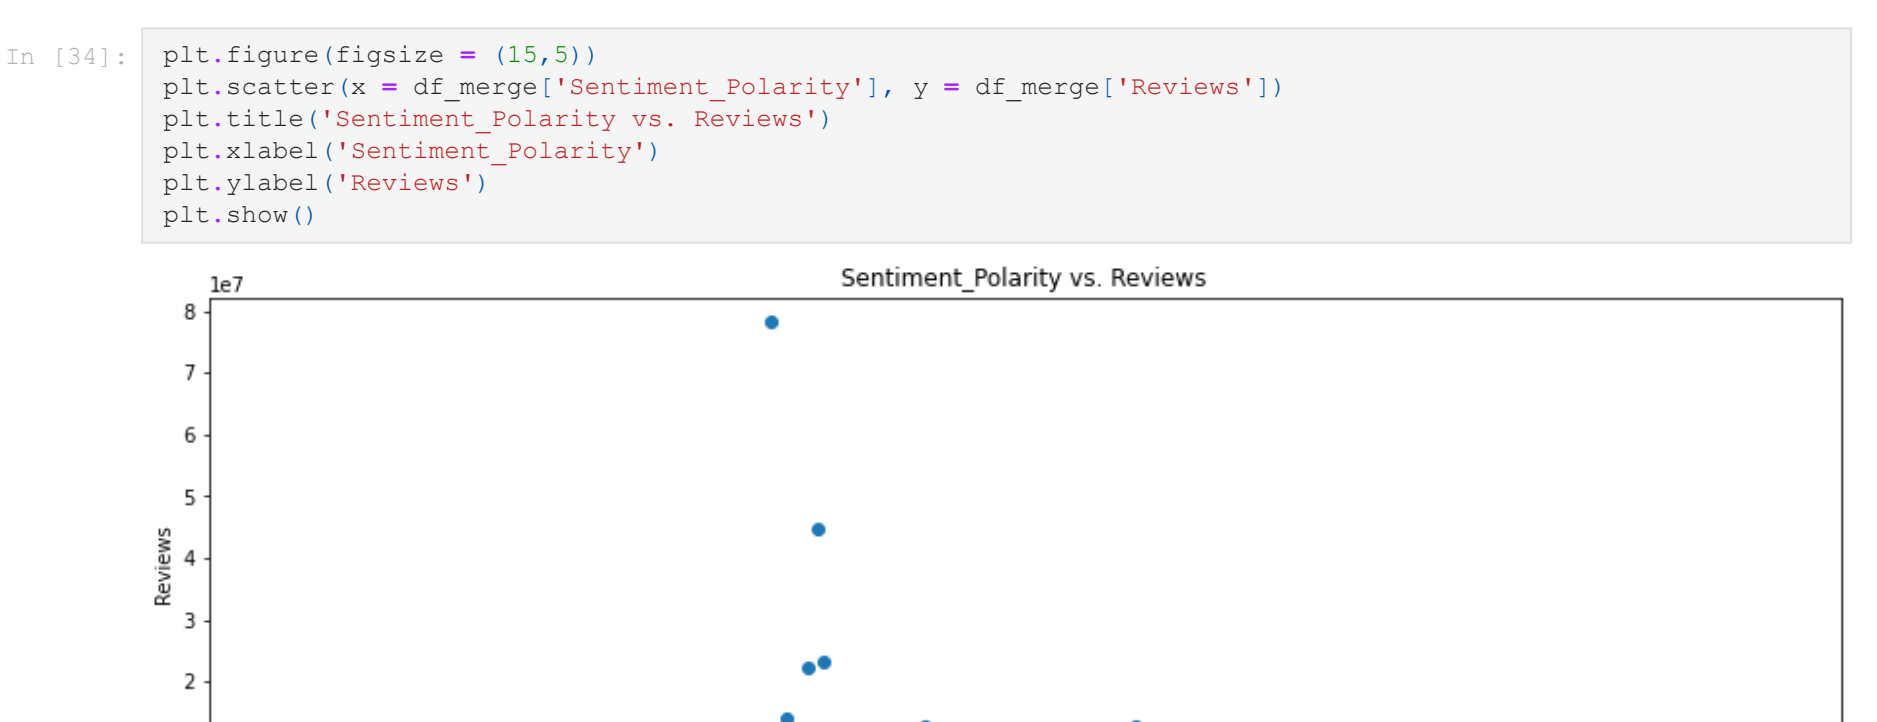 In [34]:
plt.figure(figsize = (15,5))
plt.scatter(x = df_merge['Sentiment_Polarity'], y = df_merge['Reviews'])
plt.title('Sentiment_Polarity vs. Reviews')
plt.xlabel('Sentiment_Polarity')
plt.ylabel('Reviews')
plt.show()
Sentiment_Polarity vs. Reviews
1e7
8
7
6
5
4
3
2
Reviews